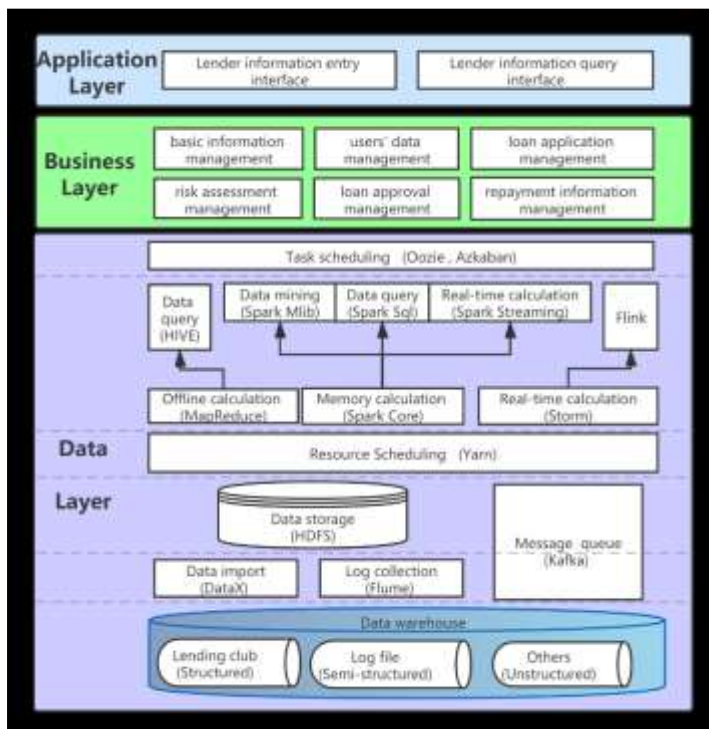 Application
Layer
Lender information entry
interface
Lender information query
interface
Business
Layer
basic information
management
users' data
management
loan application
management
risk assessment
management
loan approval
management
repayment information
management
Task scheduling (Oozie , Azkaban)
Data
query
(HIVE)
Data mining
(Spark Mlib)
Data query
(Spark Sql)
Real-time calculation
(Spark Streaming)
Flink
Offline calculation
(MapReduce)
Memory calculation
(Spark Core)
Real-time calculation
(Storm)
Data
Resource Scheduling (Yarn)
Layer
Data storage
(HDFS)
Message queue
(Kafka)
Data import
(DataX)
Log collection
(Flume)
Data warehouse
Lending club
(Structured)
Log file
(Semi-structured)
Others
(Unstructured)